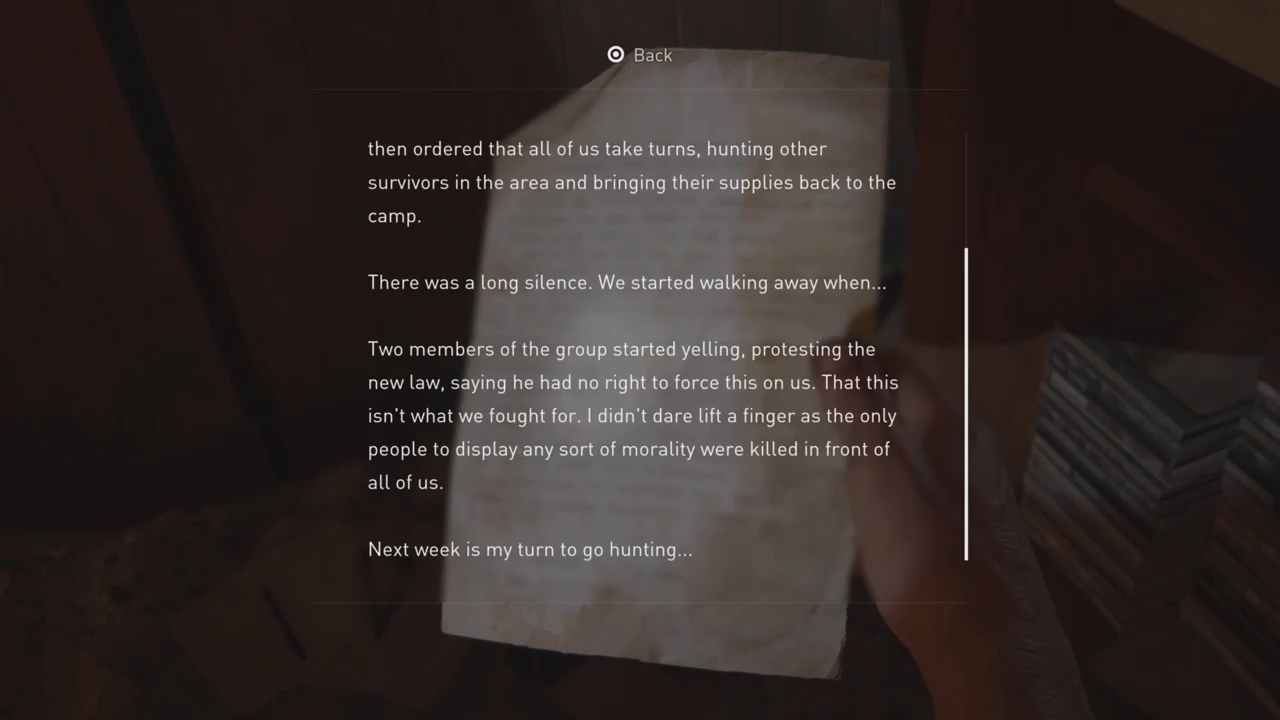 Back
then ordered that all of us take turns, hunting other
survivors in the area and bringing their supplies back to the
camp.
There was a long silence. We started walking away when...
Two members of the group started yelling, protesting the
new law, saying he had no right to force this on us. That this
isn't what we fought for. I didn't dare lift a finger as the only
people to display any sort of morality were killed in front of
all of us.
Next week is my turn to go hunting...